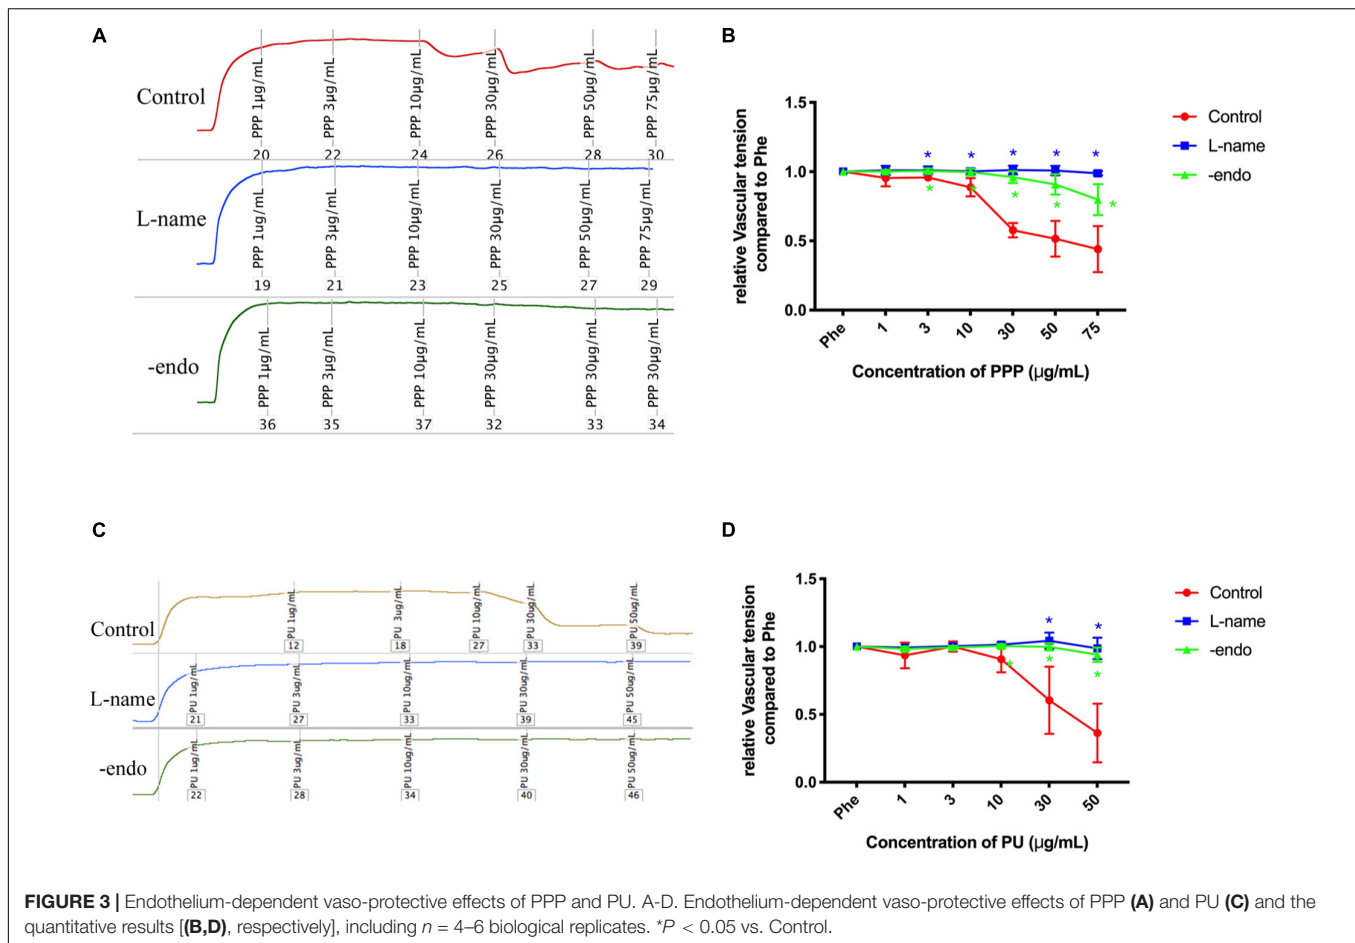 A
Control
PPP 1µg/mL
PPP 3µg/mL
PPP 10µg/mL
PPP 30µg/mL
PPP 50µg/mL
PPP 75µg/mL
20 22 24 26 28 30
L-name
PPP 1ug/mL
PPP 3µg/mL
PPP 10µg/mL
PPP 30µg/mL
PPP 50µg/mL
PPP 75µg/mL
19 21 23 25 27 29
-endo
PPP 1µg/mL
PPP 3µg/mL
PPP 10µg/mL
PPP 30µg/mL
PPP 30µg/mL
PPP 30µg/mL
36 35 37 32 33 34
B
relative Vascular tension
compared to Phe
1.5
1.0
0.5
0.0
* * * * *
* * * * *
Phe 1 3 10 30 50 75
Concentration of PPP (µg/mL)
Control
L-name
-endo
C
Control
PU 1ug/mL
PU 3ug/mL
PU 10ug/mL
PU 30ug/mL
PU 50ug/mL
12 18 27 33 39
L-name
PU 1ug/mL
PU 3ug/mL
PU 10ug/mL
PU 30ug/mL
PU 50ug/mL
21 27 33 39 45
-endo
PU 1ug/mL
PU 3ug/mL
PU 10ug/mL
PU 30ug/mL
PU 50ug/mL
22 28 34 40 46
D
relative Vascular tension
compared to Phe
1.5
1.0
0.5
0.0
* *
* * *
Phe 1 3 10 30 50
Concentration of PU (µg/mL)
Control
L-name
-endo
FIGURE 3 | Endothelium-dependent vaso-protective effects of PPP and PU. A-D. Endothelium-dependent vaso-protective effects of PPP (A) and PU (C) and the
quantitative results [(B,D), respectively], including n = 4–6 biological replicates. *P < 0.05 vs. Control.